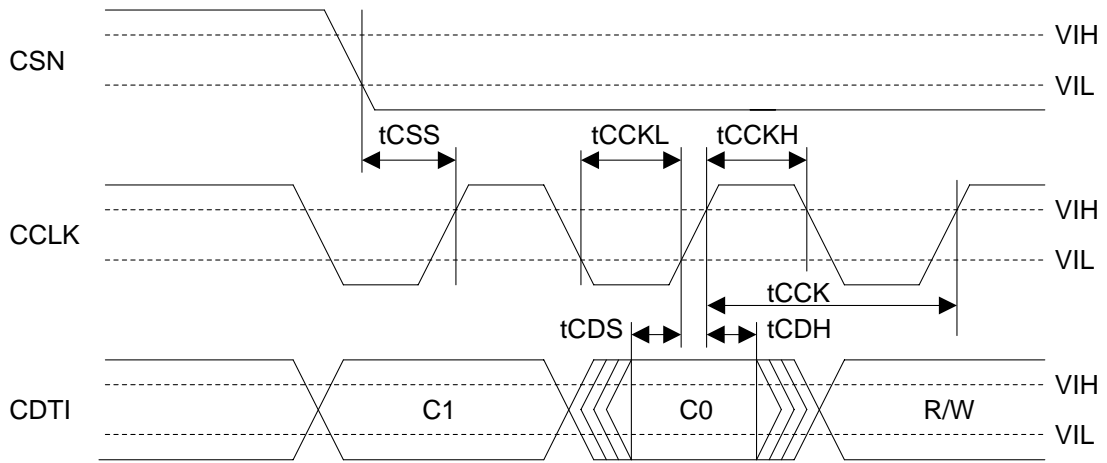 VIH
CSN
VIL
tCSS
tCCKL
tCCKH
VIH
CCLK
VIL
tCCK
tCDS
tCDH
VIH
CDTI
C1
C0
R/W
VIL